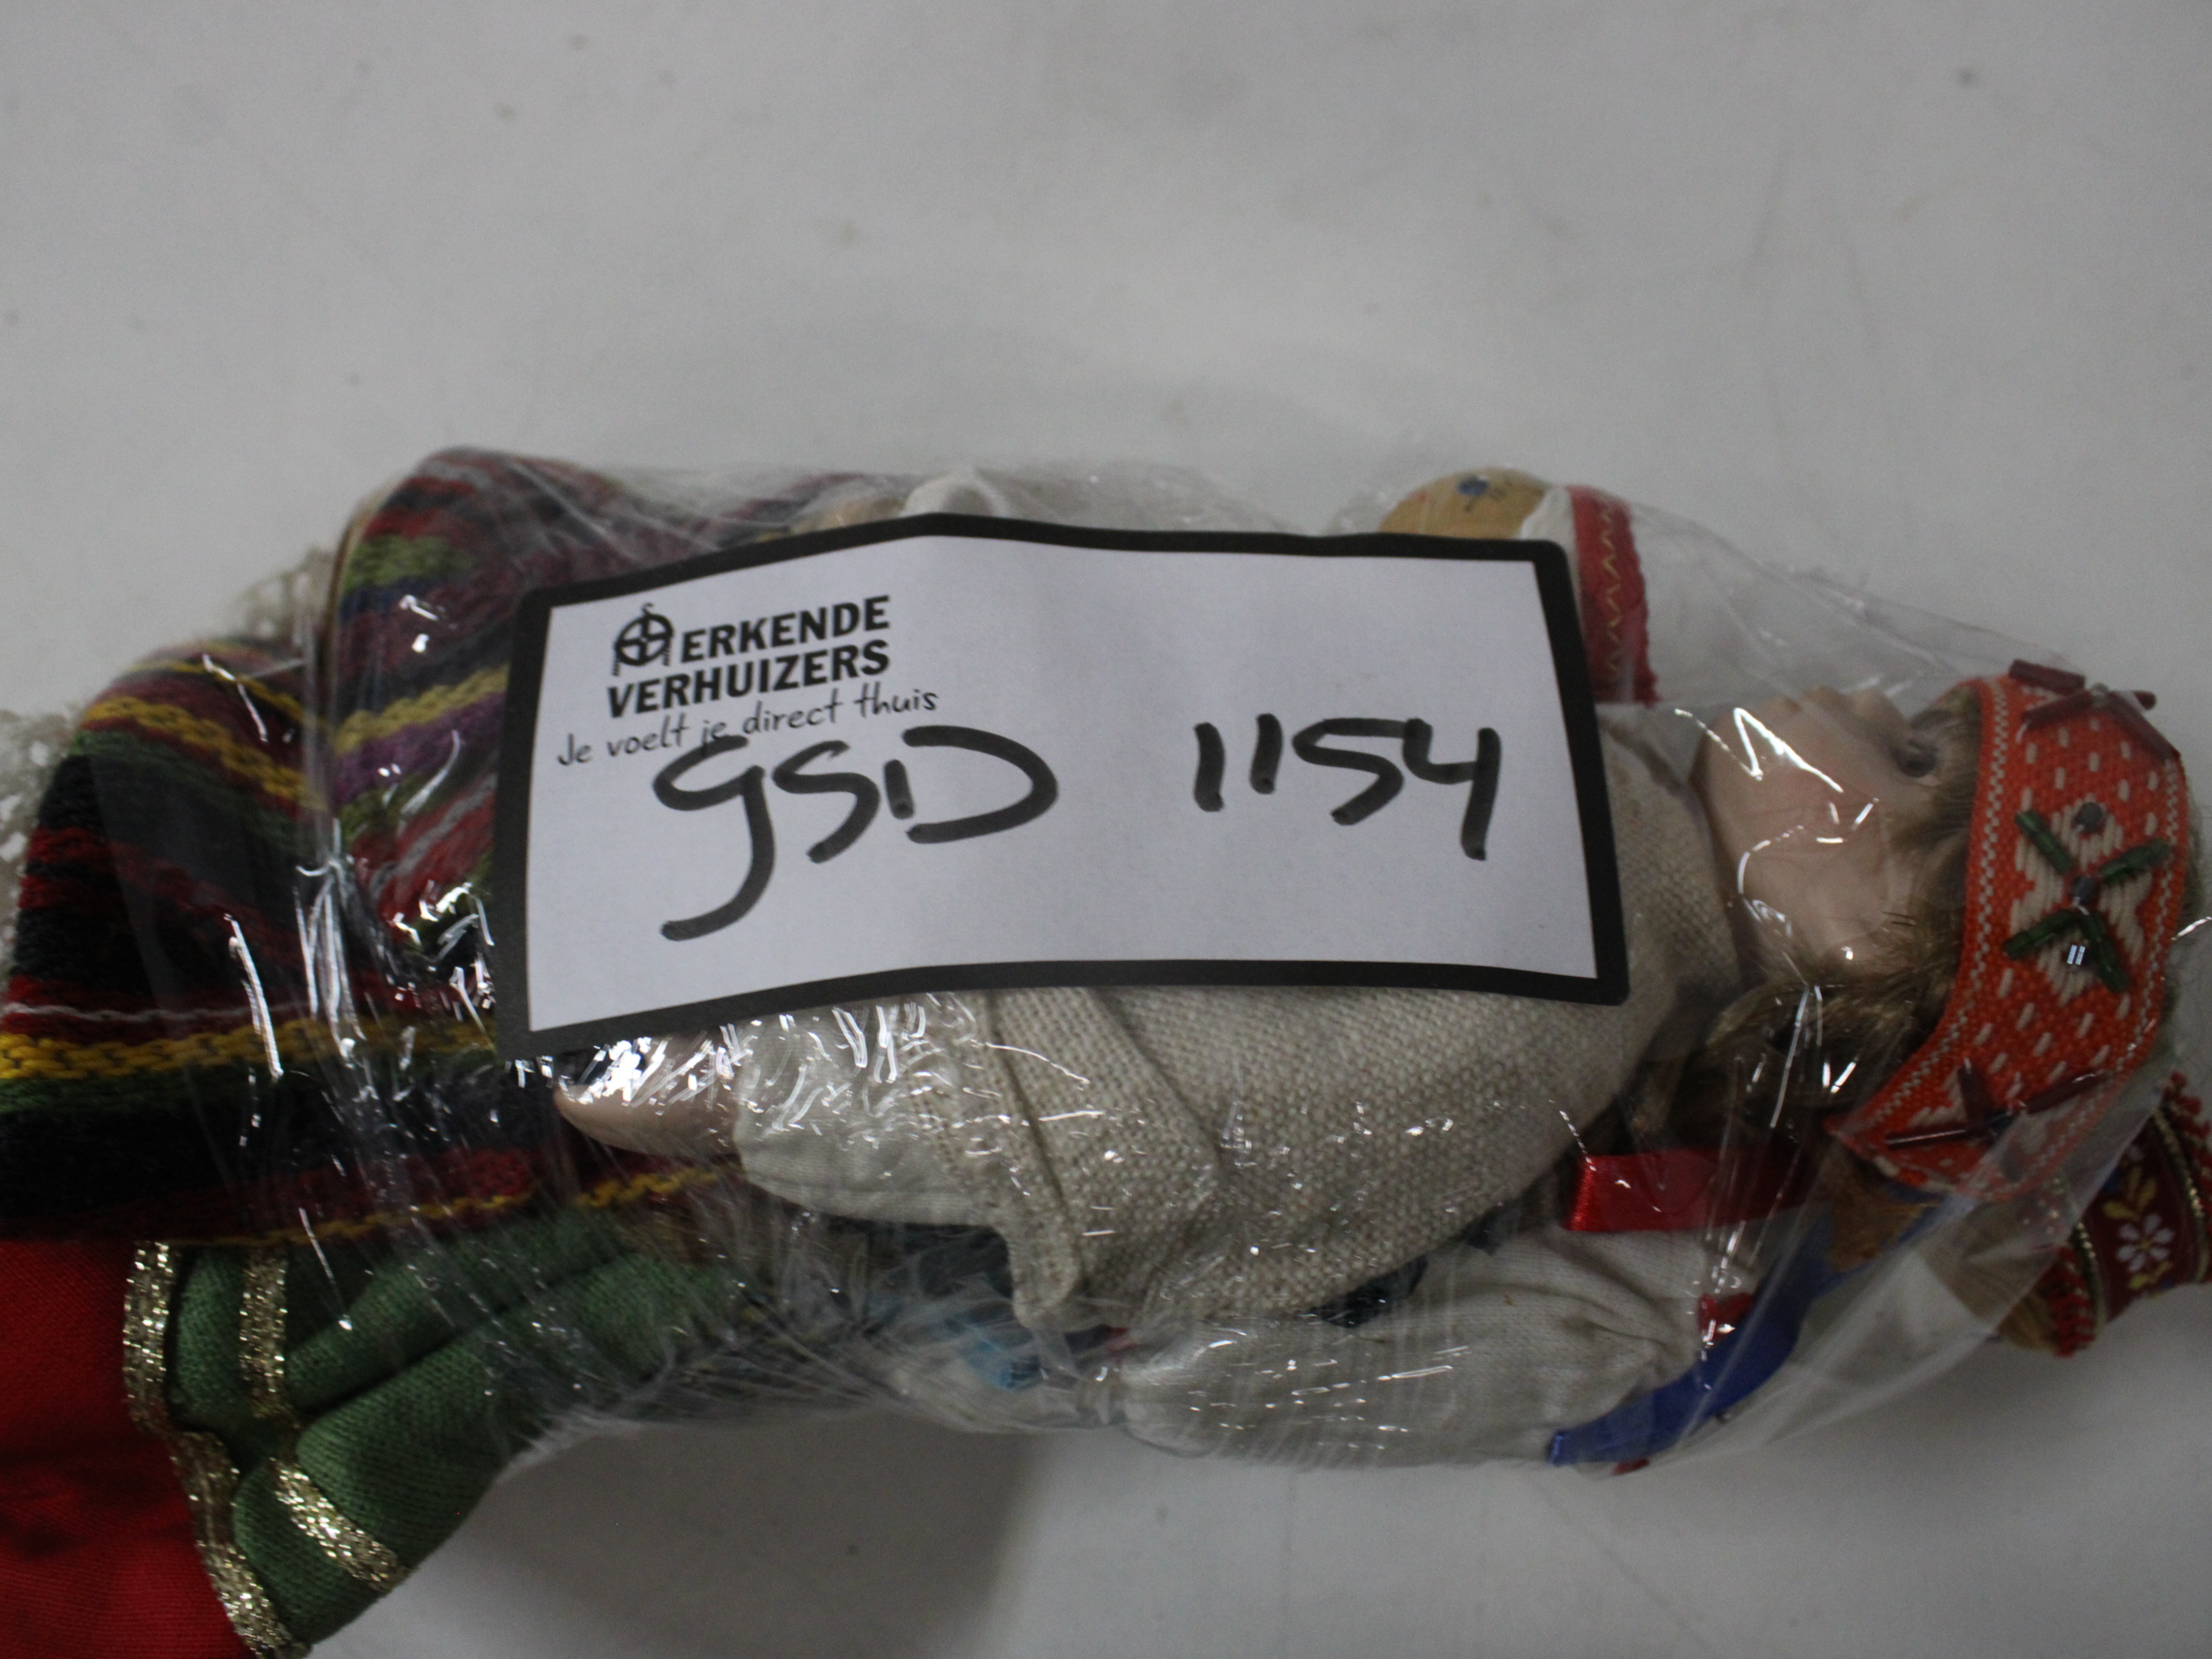 ERKENDE
VERHUIZERS
Je voelt je direct thuis
GSD 1154